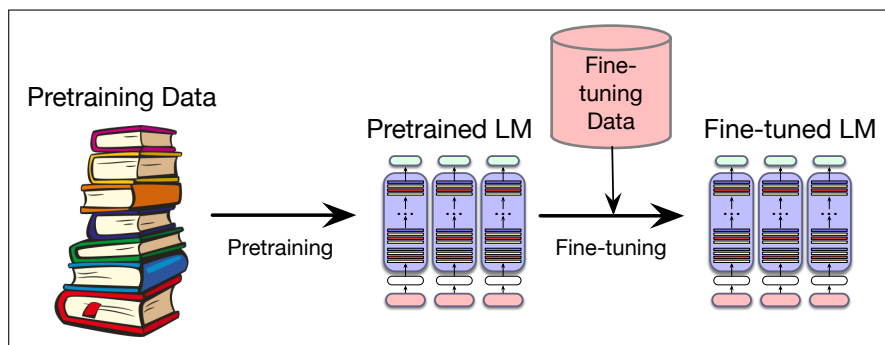 Pretraining Data
Pretraining
Pretrained LM
Fine-
tuning
Data
Fine-tuning
Fine-tuned LM